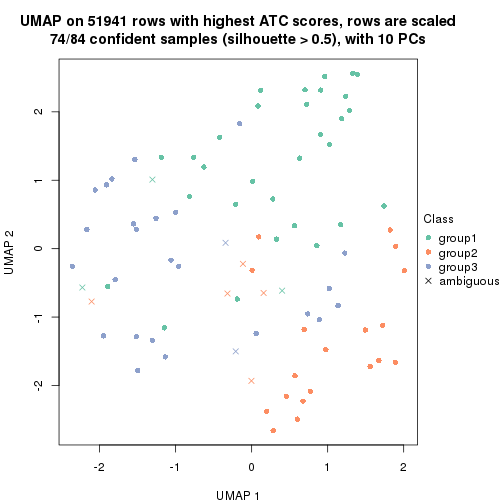 UMAP on 51941 rows with highest ATC scores, rows are scaled
74/84 confident samples (silhouette > 0.5), with 10 PCs
2
1
0
-1
-2
UMAP 2
-2
-1
0
1
2
UMAP 1
Class
group1
group2
group3
ambiguous